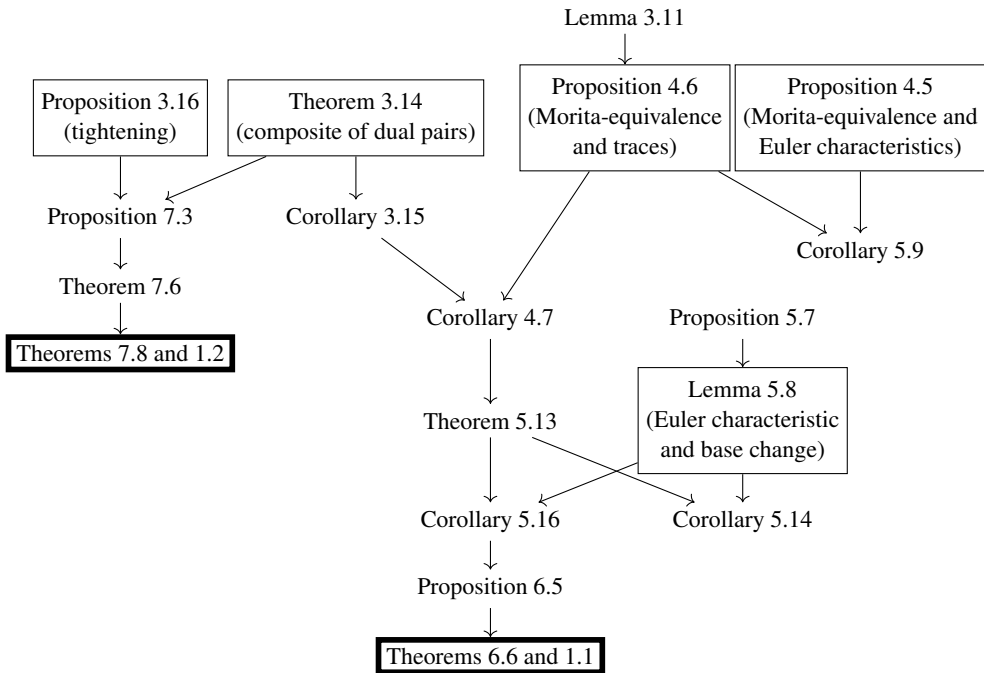 Lemma 3.11
Proposition 3.16
(tightening)
Theorem 3.14
(composite of dual pairs)
Proposition 4.6
(Morita-equivalence
and traces)
Proposition 4.5
(Morita-equivalence and
Euler characteristics)
Proposition 7.3
Corollary 3.15
Corollary 5.9
Theorem 7.6
Corollary 4.7
Proposition 5.7
Theorems 7.8 and 1.2
Theorem 5.13
Lemma 5.8
(Euler characteristic
and base change)
Corollary 5.16
Corollary 5.14
Proposition 6.5
Theorems 6.6 and 1.1